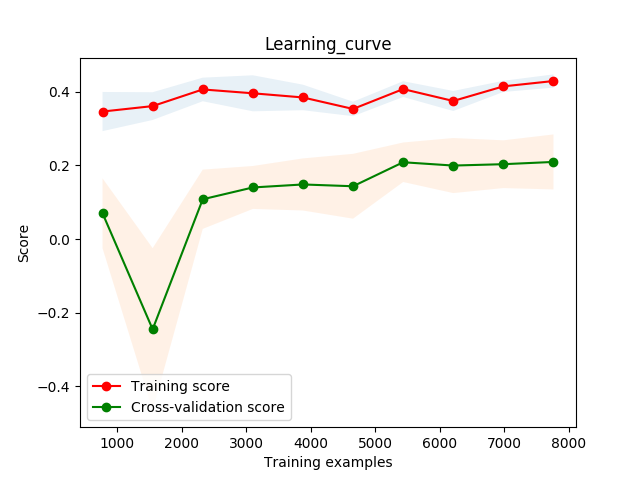 Learning_curve
0.4
0.2
0.0
−0.2
−0.4
Score
Training score
Cross-validation score
1000 2000 3000 4000 5000 6000 7000 8000
Training examples